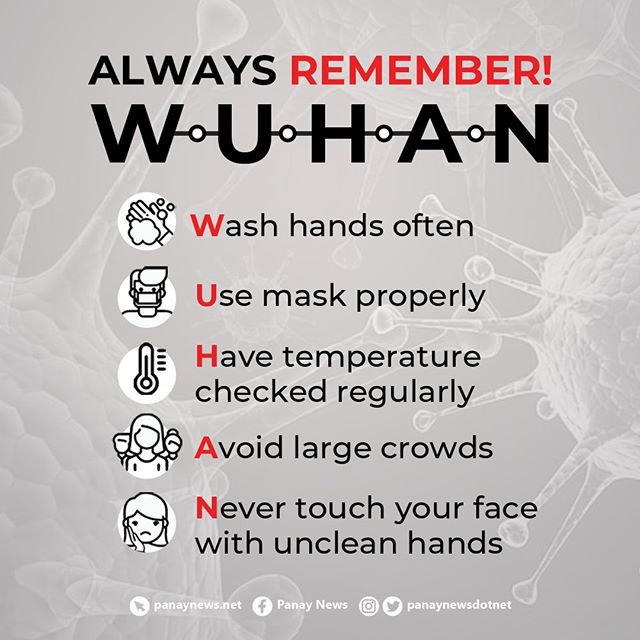 ALWAYS REMEMBER!
W-U-H-A-N
Wash hands often
Use mask properly
Have temperature
checked regularly
Avoid large crowds
Never touch your face
with unclean hands
panaynews.net Panay News panaynewsdotnet